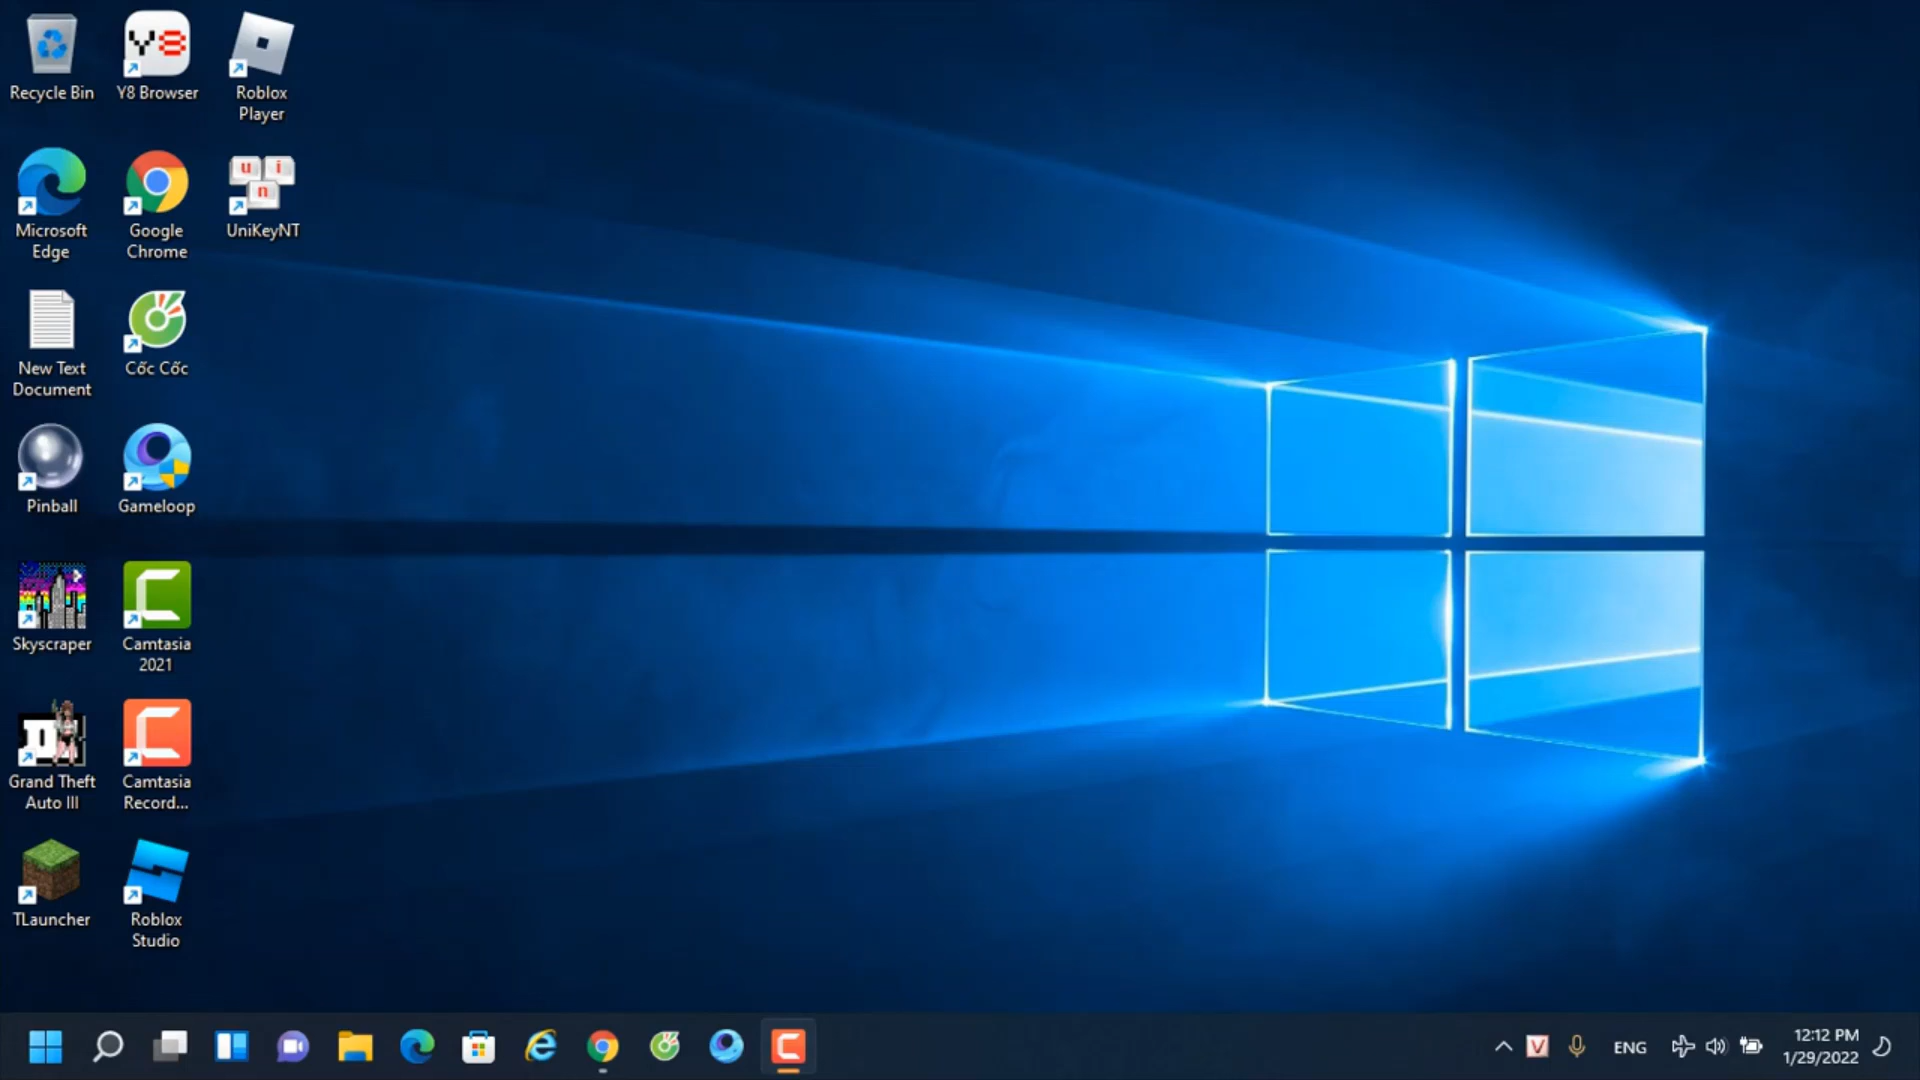 Recycle Bin
Y8 Browser
Roblox
Player
Microsoft
Edge
Google
Chrome
u i
n
UniKeyNT
New Text
Document
Cốc Cốc
Pinball
Gameloop
Skyscraper
Camtasia
2021
Grand Theft
Auto III
Camtasia
Record...
TLauncher
Roblox
Studio
V
ENG
12:12 PM
1/29/2022